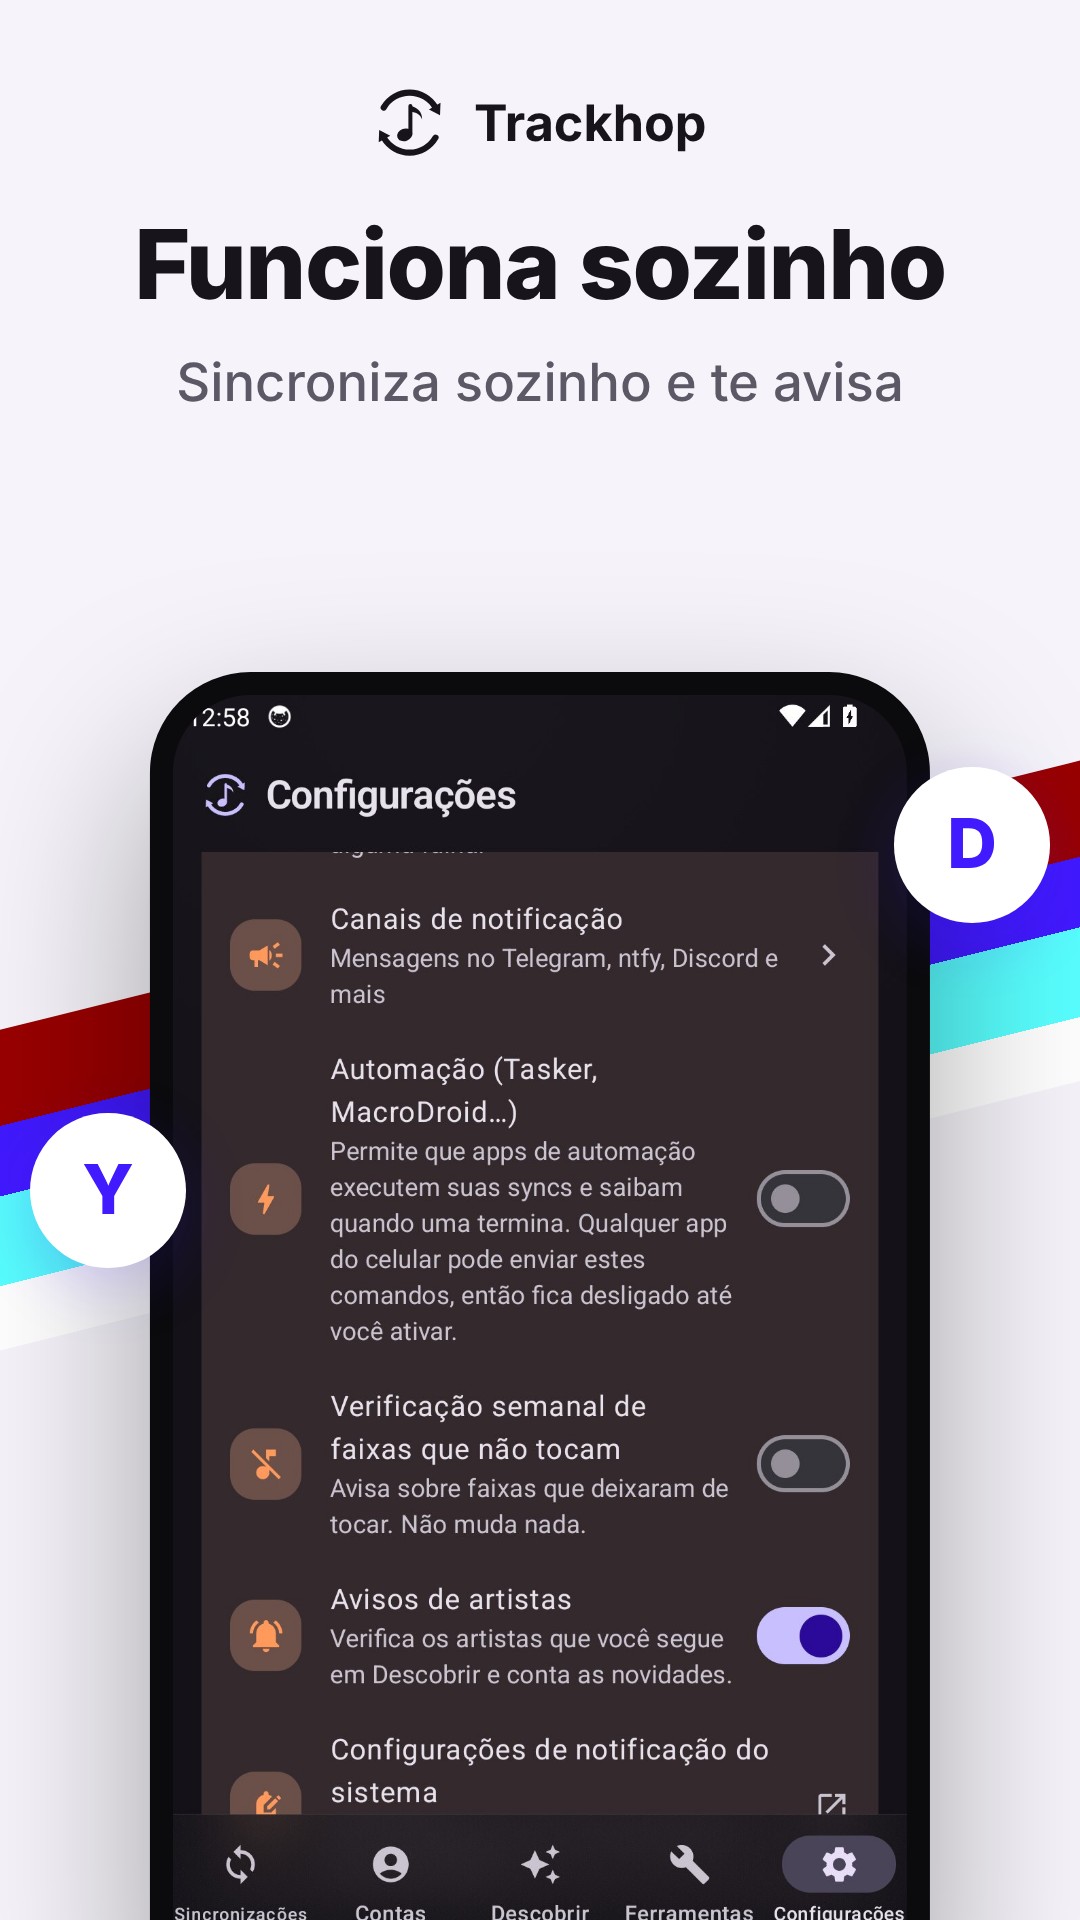 Trackhop
Funciona sozinho
Sincroniza sozinho e te avisa
12:58
Configurações
D
Canais de notificação
Mensagens no Telegram, ntfy, Discord e
mais
Automação (Tasker,
MacroDroid…)
Permite que apps de automação
executem suas syncs e saibam
quando uma termina. Qualquer app
do celular pode enviar estes
comandos, então fica desligado até
você ativar.
Y
Verificação semanal de
faixas que não tocam
Avisa sobre faixas que deixaram de
tocar. Não muda nada.
Avisos de artistas
Verifica os artistas que você segue
em Descobrir e conta as novidades.
Configurações de notificação do
sistema
Sincronizações
Contas
Descobrir
Ferramentas
Configurações